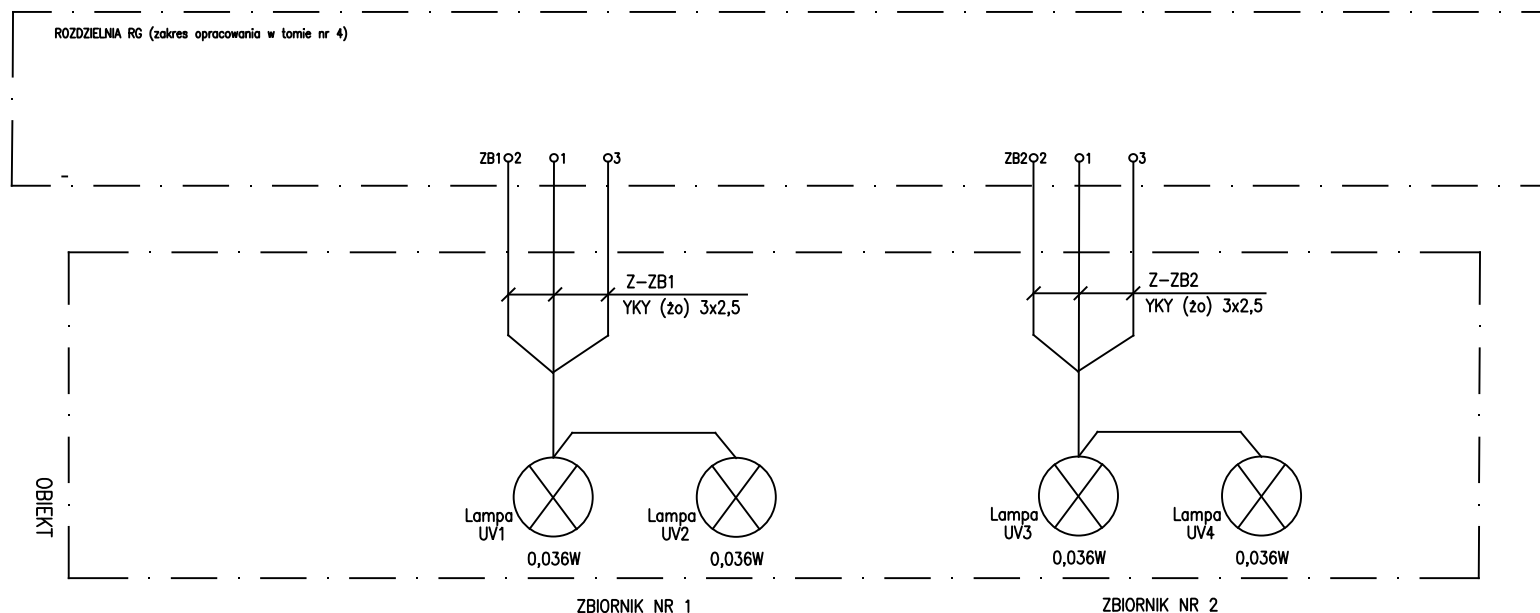 ROZDZIELNIA RG (zakres opracowania w tomie nr 4)
ZB1 2 1 3
ZB2 2 1 3
Z-ZB1
YKY (żo) 3x2,5
Z-ZB2
YKY (żo) 3x2,5
OBIEKT
Lampa
UV1
0,036W
Lampa
UV2
0,036W
Lampa
UV3
0,036W
Lampa
UV4
0,036W
ZBIORNIK NR 1
ZBIORNIK NR 2